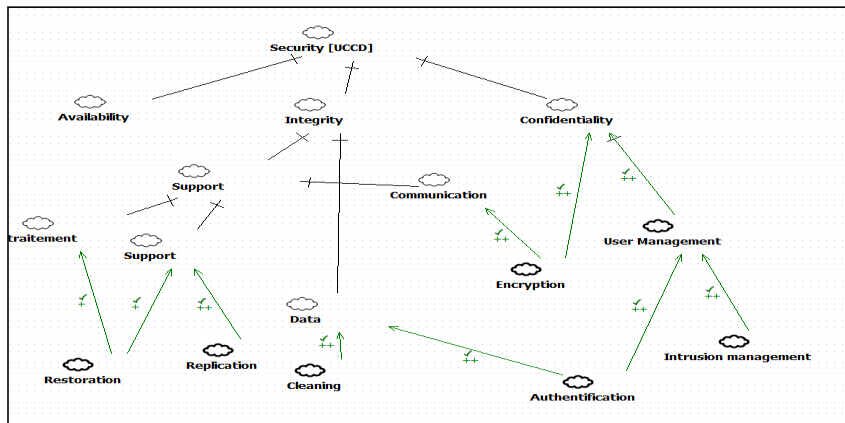 Security [UCCD]
Availability
Integrity
Confidentiality
Support
Communication
++
++
++
traitement
Support
User Management
Encryption
+
+
++
++
++
Data
++
++
Restoration
Replication
Cleaning
Intrusion management
Authentification